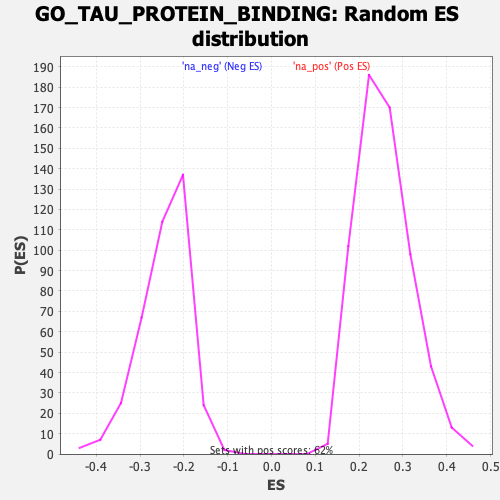 GO_TAU_PROTEIN_BINDING: Random ES
distribution
'na_neg' (Neg ES) 'na_pos' (Pos ES)
190
180
170
160
150
140
130
120
110
100
90
80
70
60
50
40
30
20
10
0
P(ES)
Sets with pos scores: 62%
-0.4 -0.3 -0.2 -0.1 0.0 0.1 0.2 0.3 0.4 0.5
ES